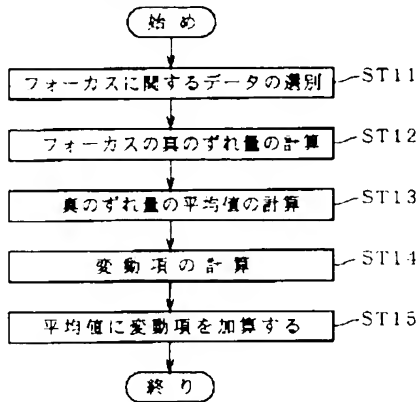 始め
フォーカスに関するデータの選別 ST11
フォーカスの真のずれ量の計算 ST12
真のずれ量の平均値の計算 ST13
変動項の計算 ST14
平均値に変動項を加算する ST15
終り